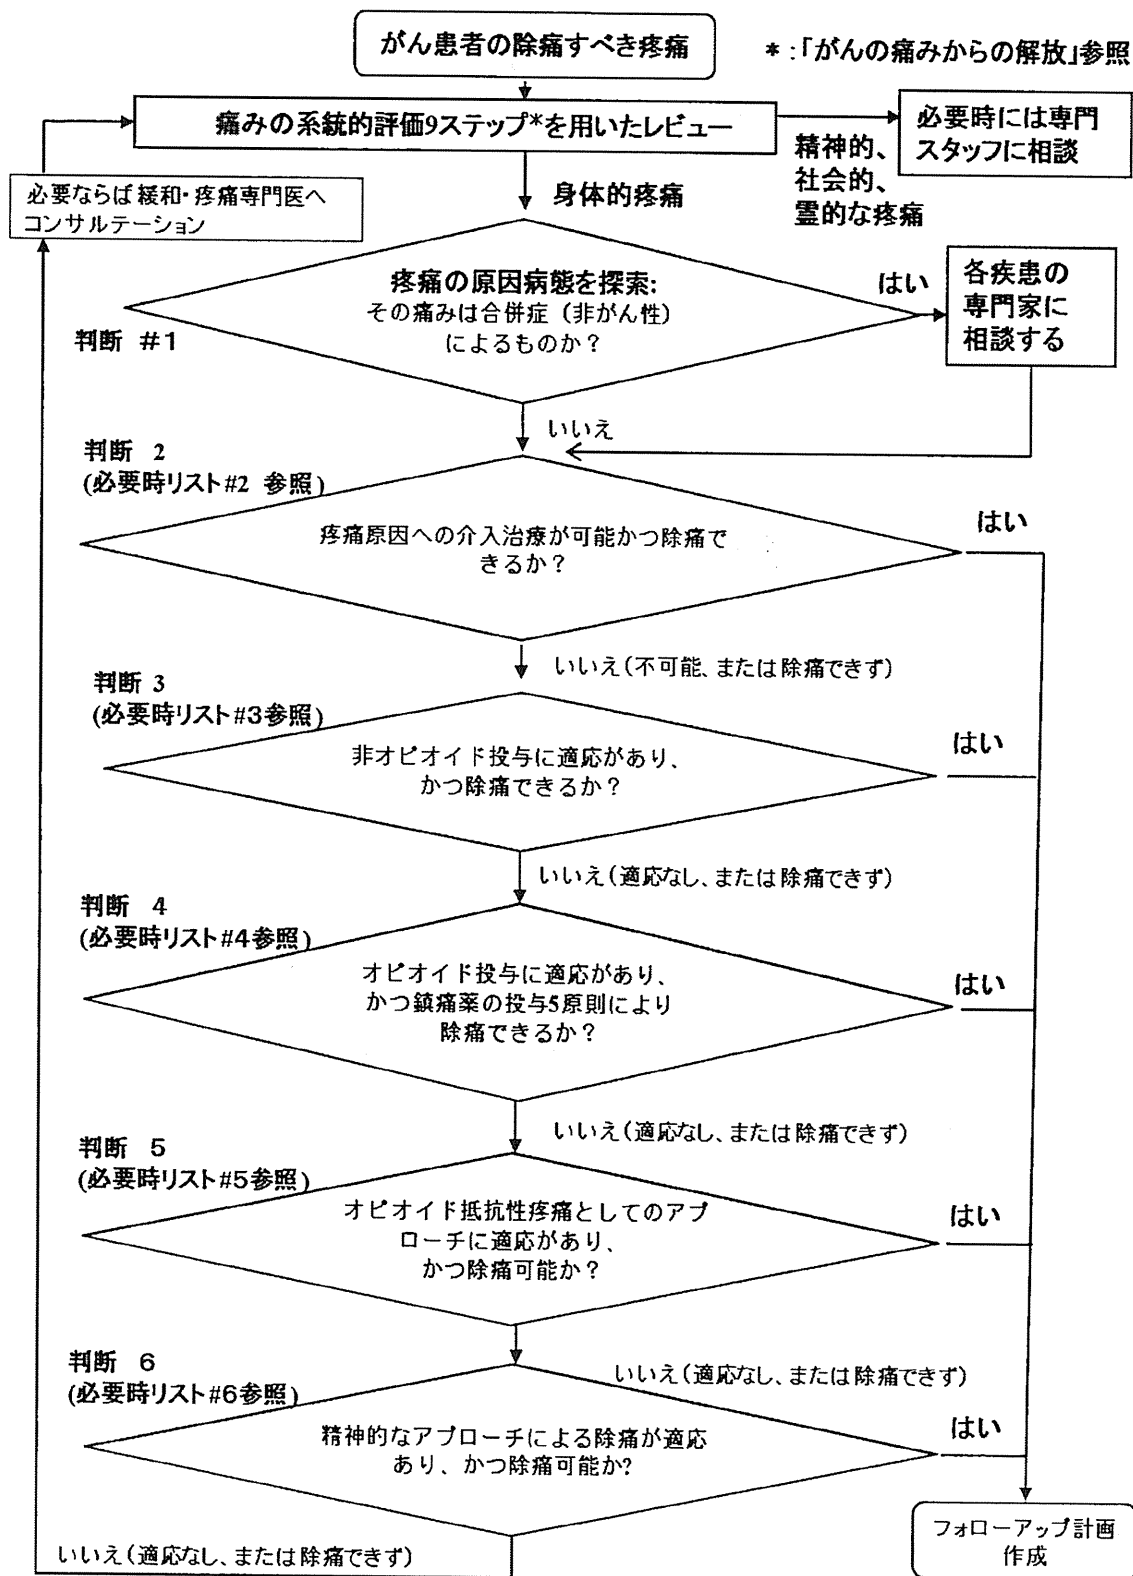 がん患者の除痛すべき疼痛
*:「がんの痛みからの解放」参照
痛みの系統的評価9ステップ*を用いたレビュー
必要時には専門
スタッフに相談
精神的、
社会的、
霊的な疼痛
必要ならば緩和・疼痛専門医へ
コンサルテーション
身体的疼痛
疼痛の原因病態を探索:
その痛みは合併症（非がん性）
によるものか？
判断 #1
はい
各疾患の
専門家に
相談する
いいえ
判断 2
(必要時リスト#2 参照)
疼痛原因への介入治療が可能かつ除痛で
きるか？
はい
いいえ(不可能、または除痛できず)
判断 3
(必要時リスト#3参照)
非オピオイド投与に適応があり、
かつ除痛できるか？
はい
いいえ(適応なし、または除痛できず)
判断 4
(必要時リスト#4参照)
オピオイド投与に適応があり、
かつ鎮痛薬の投与5原則により
除痛できるか？
はい
いいえ(適応なし、または除痛できず)
判断 5
(必要時リスト#5参照)
オピオイド抵抗性疼痛としてのアプ
ローチに適応があり、
かつ除痛可能か？
はい
判断 6
(必要時リスト#6参照)
いいえ(適応なし、または除痛できず)
精神的なアプローチによる除痛が適応
あり、かつ除痛可能か?
はい
いいえ(適応なし、または除痛できず)
フォローアップ計画
作成